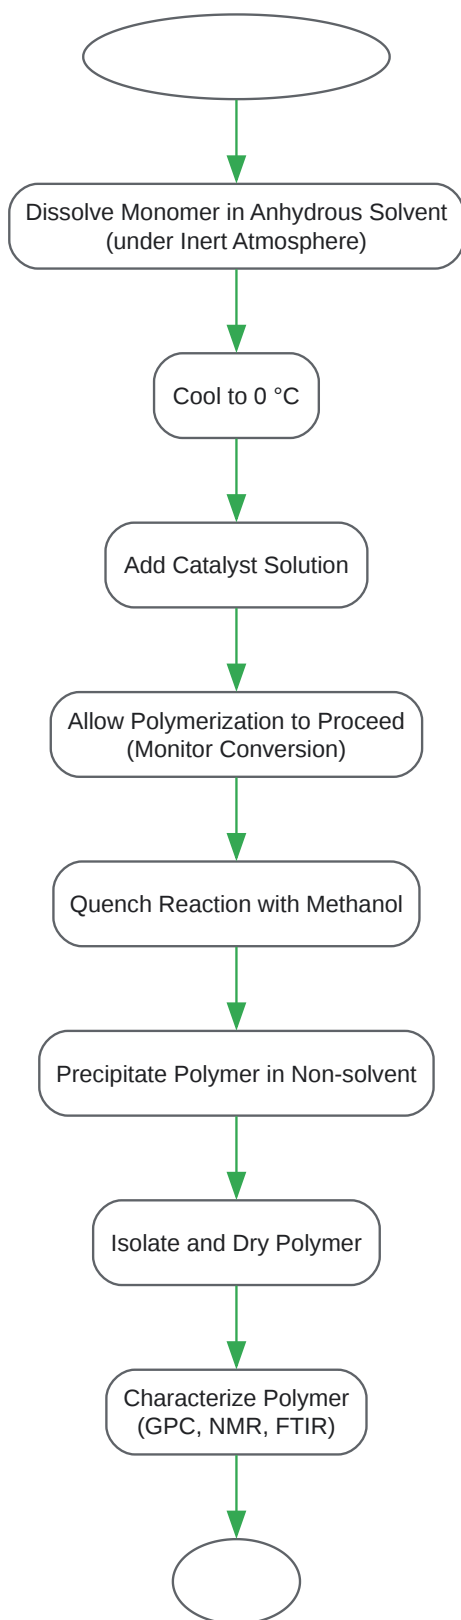 Dissolve Monomer in Anhydrous Solvent
(under Inert Atmosphere)
Cool to 0 °C
Add Catalyst Solution
Allow Polymerization to Proceed
(Monitor Conversion)
Quench Reaction with Methanol
Precipitate Polymer in Non-solvent
Isolate and Dry Polymer
Characterize Polymer
(GPC, NMR, FTIR)